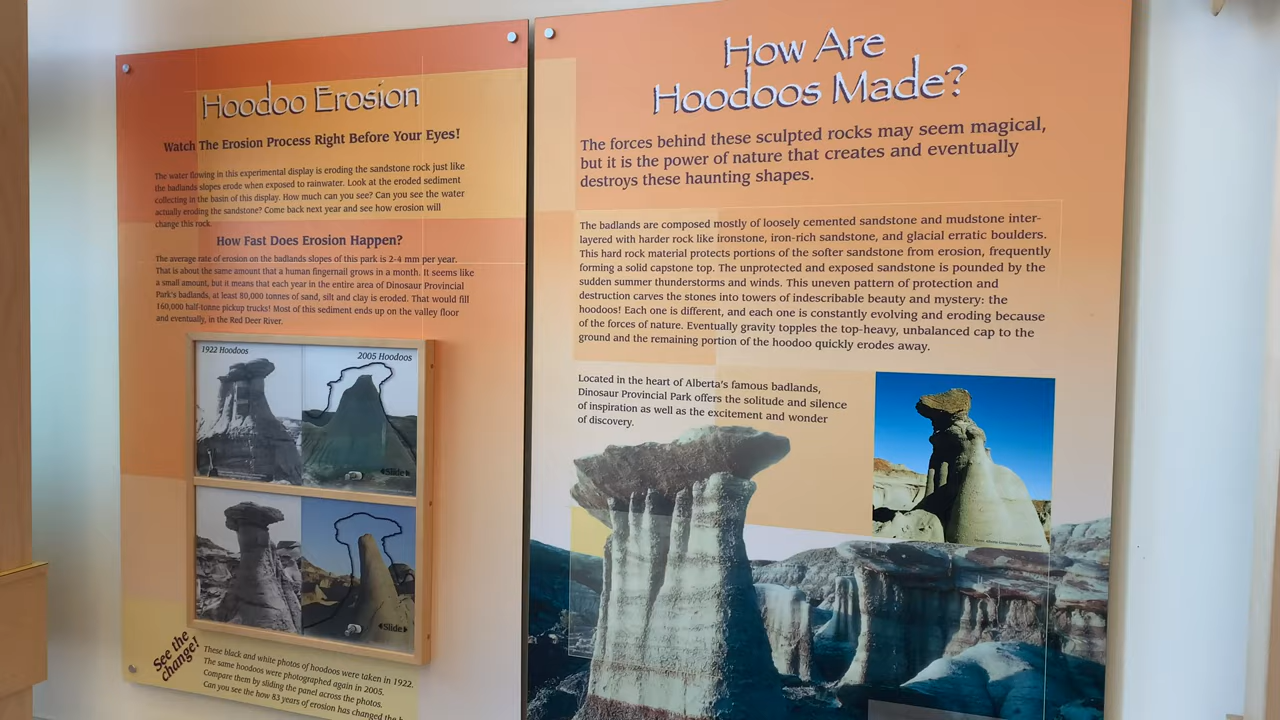 Hoodoo Erosion
Watch The Erosion Process Right Before Your Eyes!
The water flowing in this experimental display is eroding the sandstone rock just like
the badlands slopes erode when exposed to rainwater. Look at the eroded sediment
collecting in the basin of this display. How much can you see? Can you see the water
actually eroding the sandstone? Come back next year and see how erosion will
change this rock.
How Fast Does Erosion Happen?
The average rate of erosion on the badlands slopes of this park is 2-4 mm per year.
That is about the same amount that a human fingernail grows in a month. It seems like
a small amount, but it means that each year in the entire area of Dinosaur Provincial
Park's badlands, at least 80,000 tonnes of sand, silt and clay is eroded. That would fill
160,000 half-tonne pickup trucks! Most of this sediment ends up on the valley floor
and eventually, in the Red Deer River.
1922 Hoodoos
2005 Hoodoos
Slide
Slide
See the
change!
These black and white photos of hoodoos were taken in 1922.
The same hoodoos were photographed again in 2005.
Compare them by sliding the panel across the photos.
Can you see the how 83 years of erosion has changed the
How Are
Hoodoos Made?
The forces behind these sculpted rocks may seem magical,
but it is the power of nature that creates and eventually
destroys these haunting shapes.
The badlands are composed mostly of loosely cemented sandstone and mudstone inter-
layered with harder rock like ironstone, iron-rich sandstone, and glacial erratic boulders.
This hard rock material protects portions of the softer sandstone from erosion, frequently
forming a solid capstone top. The unprotected and exposed sandstone is pounded by the
sudden summer thunderstorms and winds. This uneven pattern of protection and
destruction carves the stones into towers of indescribable beauty and mystery: the
hoodoos! Each one is different, and each one is constantly evolving and eroding because
of the forces of nature. Eventually gravity topples the top-heavy, unbalanced cap to the
ground and the remaining portion of the hoodoo quickly erodes away.
Located in the heart of Alberta's famous badlands,
Dinosaur Provincial Park offers the solitude and silence
of inspiration as well as the excitement and wonder
of discovery.